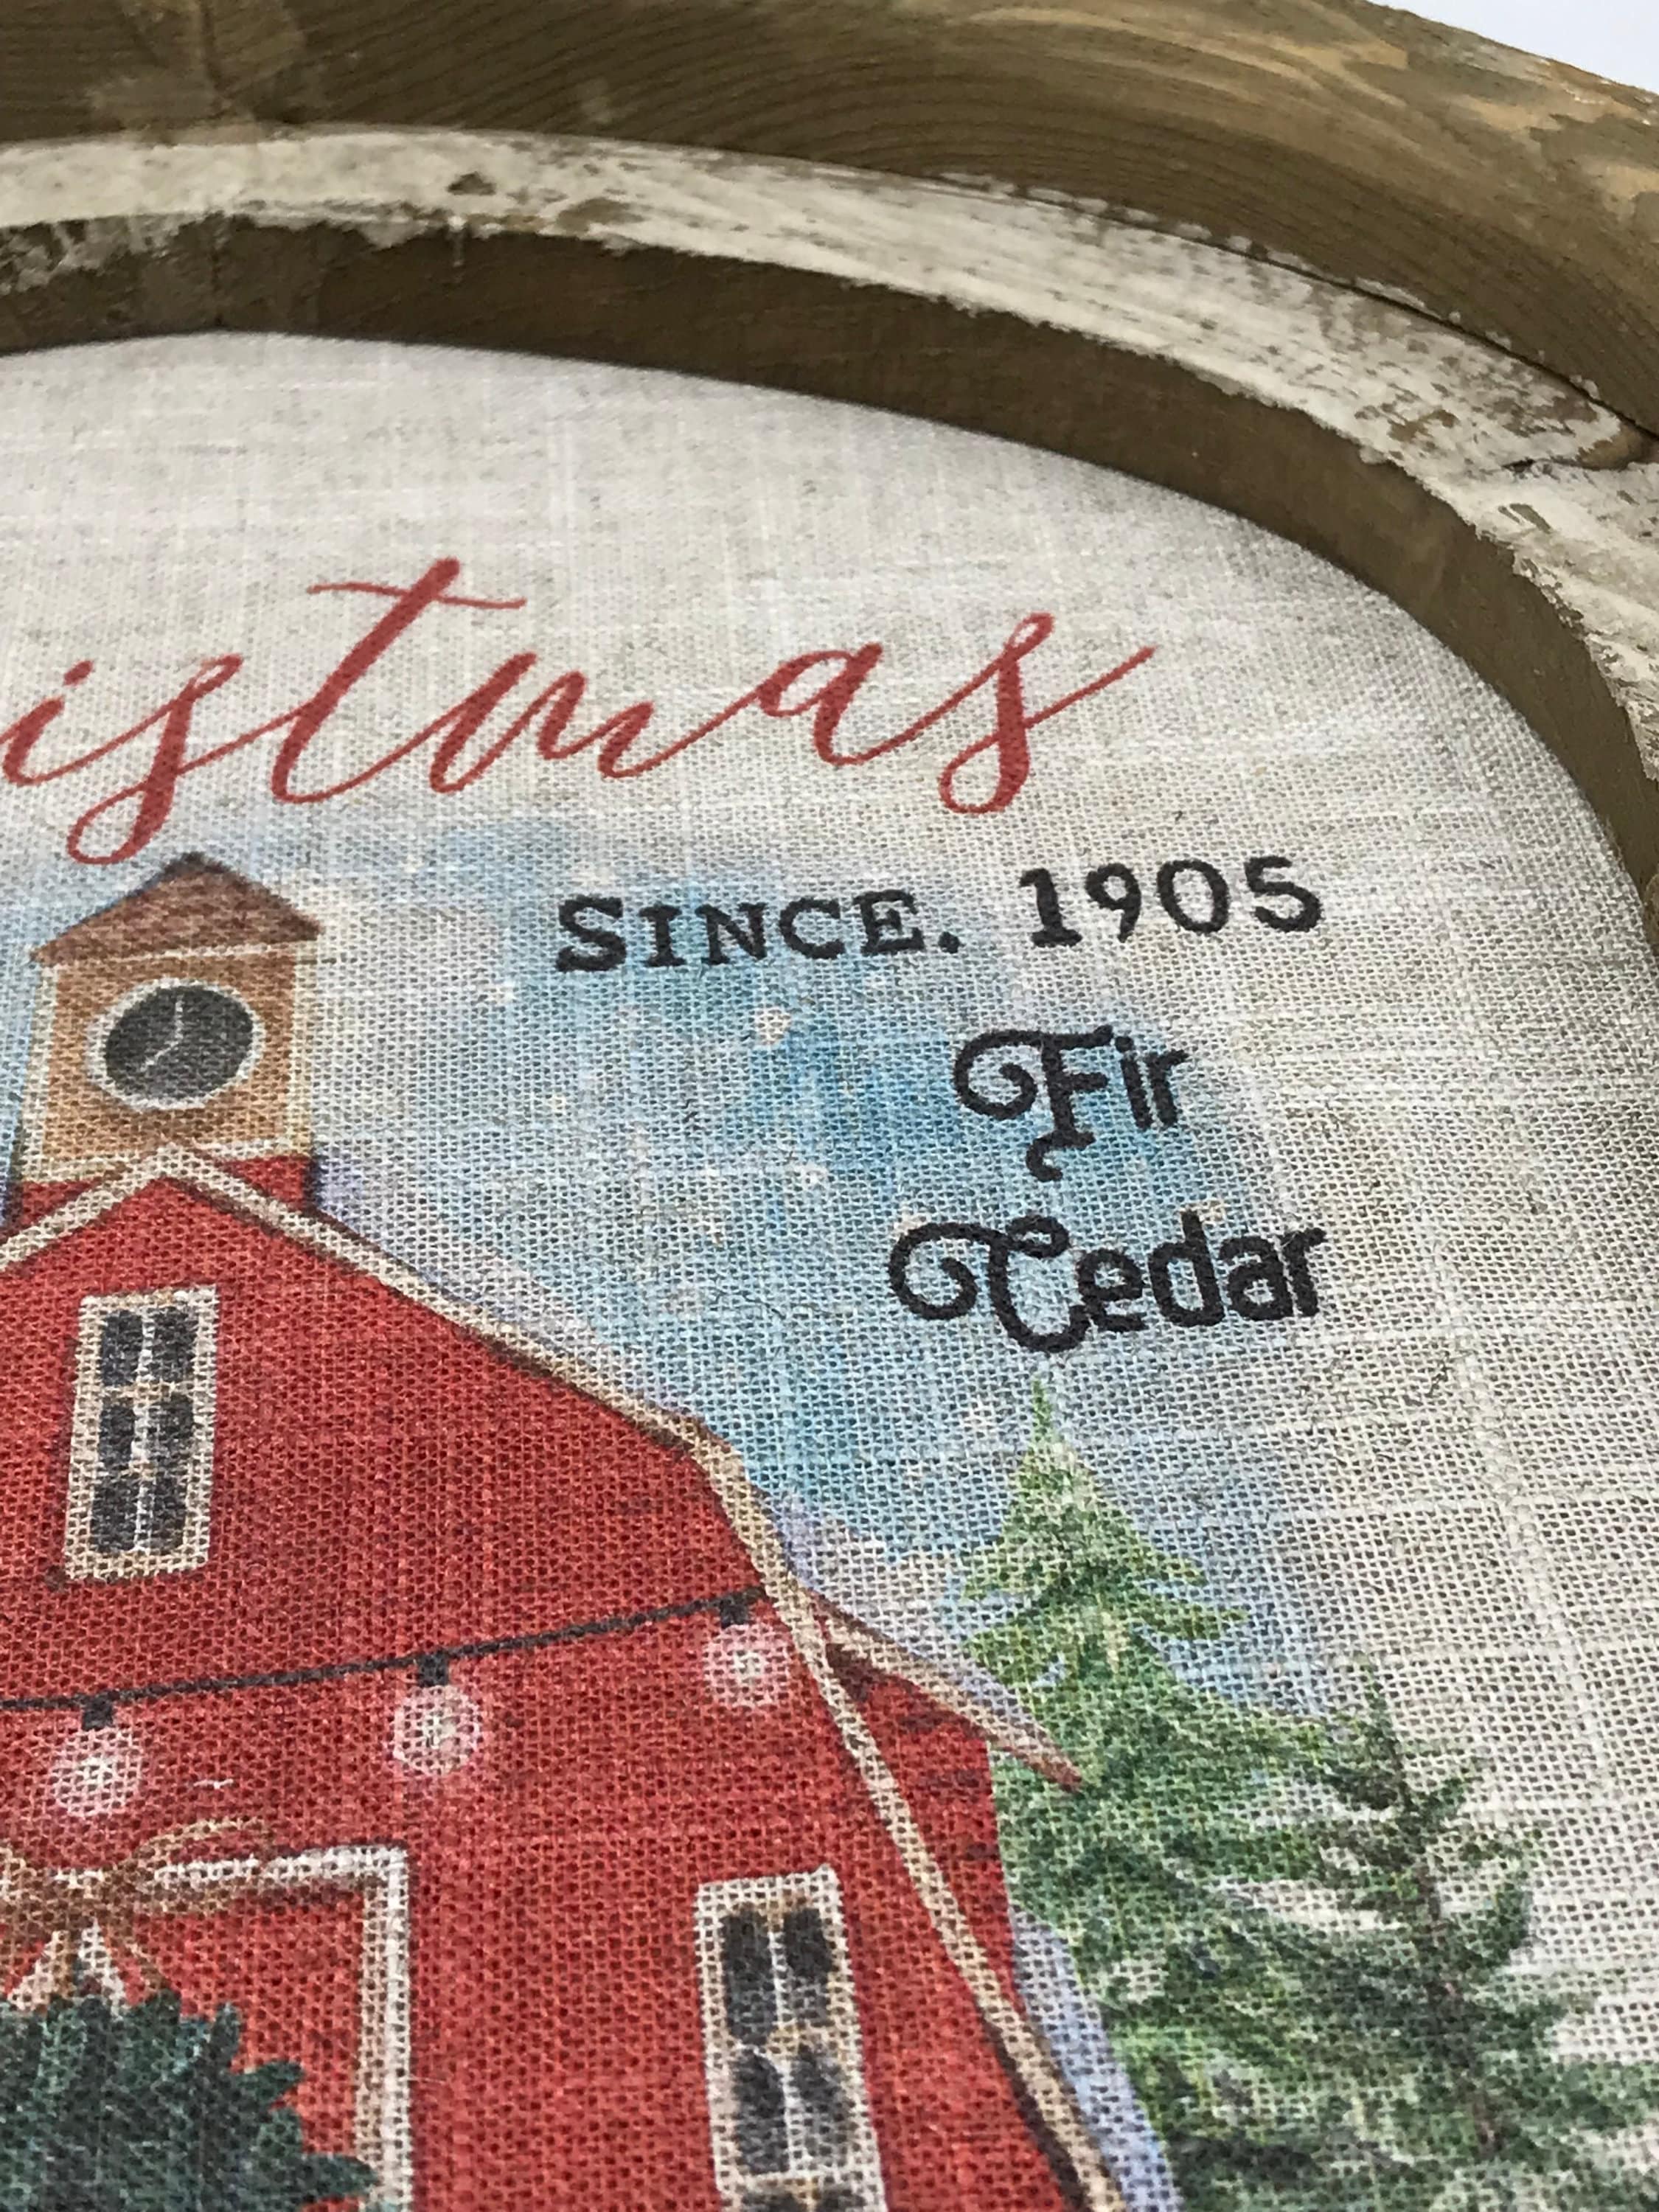 istmas
SINCE. 1905
Fir
Cedar